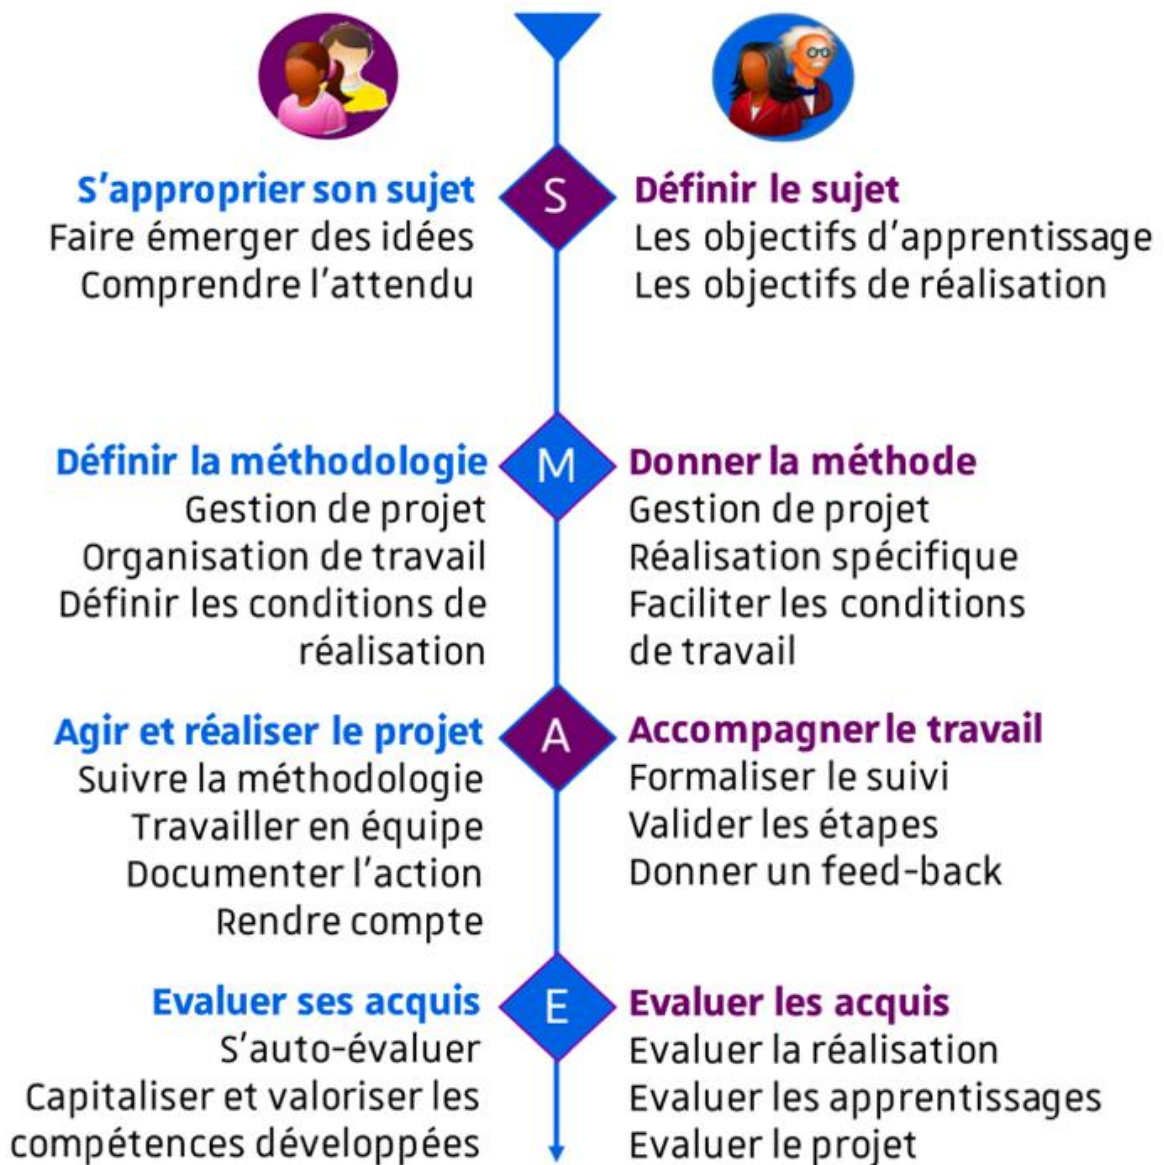 S
S'approprier son sujet
Faire émerger des idées
Comprendre l'attendu
Définir le sujet
Les objectifs d'apprentissage
Les objectifs de réalisation
M
Définir la méthodologie
Gestion de projet
Organisation de travail
Définir les conditions de
réalisation
Donner la méthode
Gestion de projet
Réalisation spécifique
Faciliter les conditions
de travail
A
Agir et réaliser le projet
Suivre la méthodologie
Travailler en équipe
Documenter l'action
Rendre compte
Accompagner le travail
Formaliser le suivi
Valider les étapes
Donner un feed-back
E
Evaluer ses acquis
S'auto-évaluer
Capitaliser et valoriser les
compétences développées
Evaluer les acquis
Evaluer la réalisation
Evaluer les apprentissages
Evaluer le projet